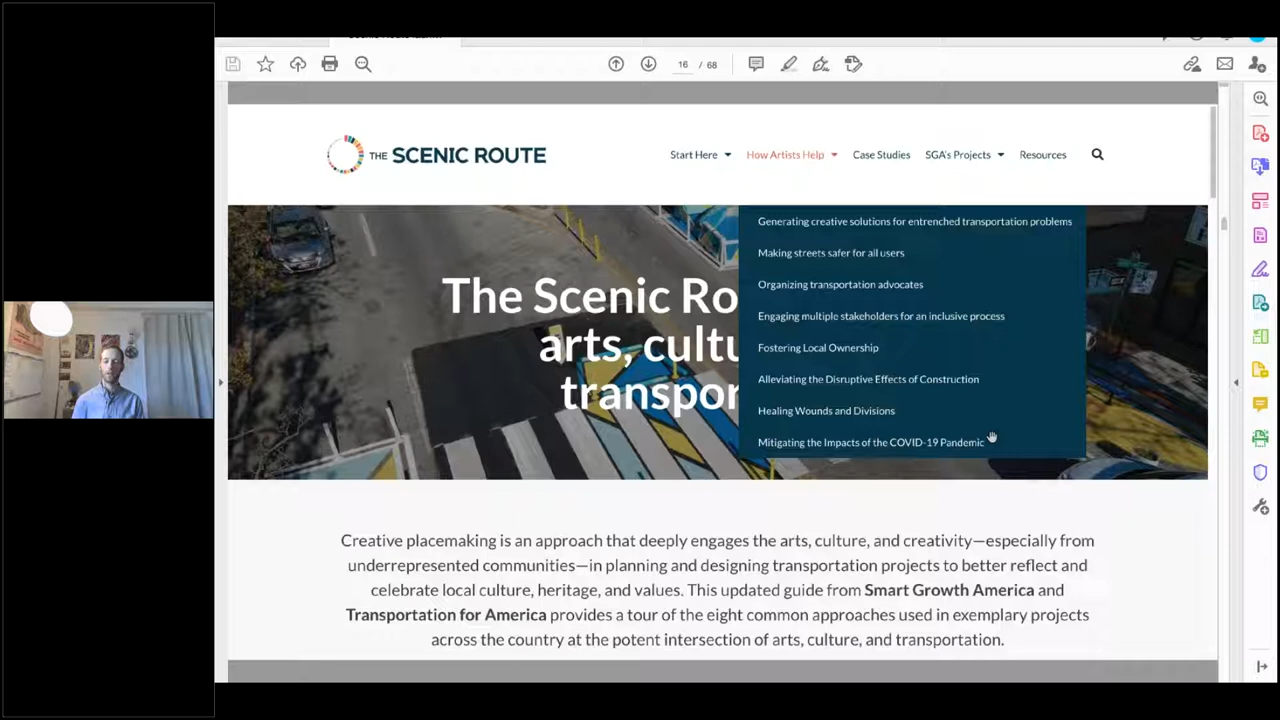 16 / 68
THE SCENIC ROUTE
Start Here
How Artists Help
Case Studies
SGA's Projects
Resources
Generating creative solutions for entrenched transportation problems
Making streets safer for all users
Organizing transportation advocates
Engaging multiple stakeholders for an inclusive process
Fostering Local Ownership
Alleviating the Disruptive Effects of Construction
Healing Wounds and Divisions
Mitigating the Impacts of the COVID-19 Pandemic
The Scenic Ro
arts, cultu
transpor
Creative placemaking is an approach that deeply engages the arts, culture, and creativity—especially from
underrepresented communities—in planning and designing transportation projects to better reflect and
celebrate local culture, heritage, and values. This updated guide from Smart Growth America and
Transportation for America provides a tour of the eight common approaches used in exemplary projects
across the country at the potent intersection of arts, culture, and transportation.